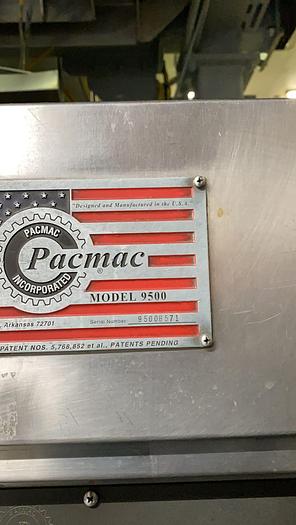 "Designed and Manufactured in the U.S.A."
PACMAC
INCORPORATED
Pacmac®
MODEL 9500
, Arkansas 72701
Serial Number 9500B571
PATENT NOS. 5,768,852 et al., PATENTS PENDING